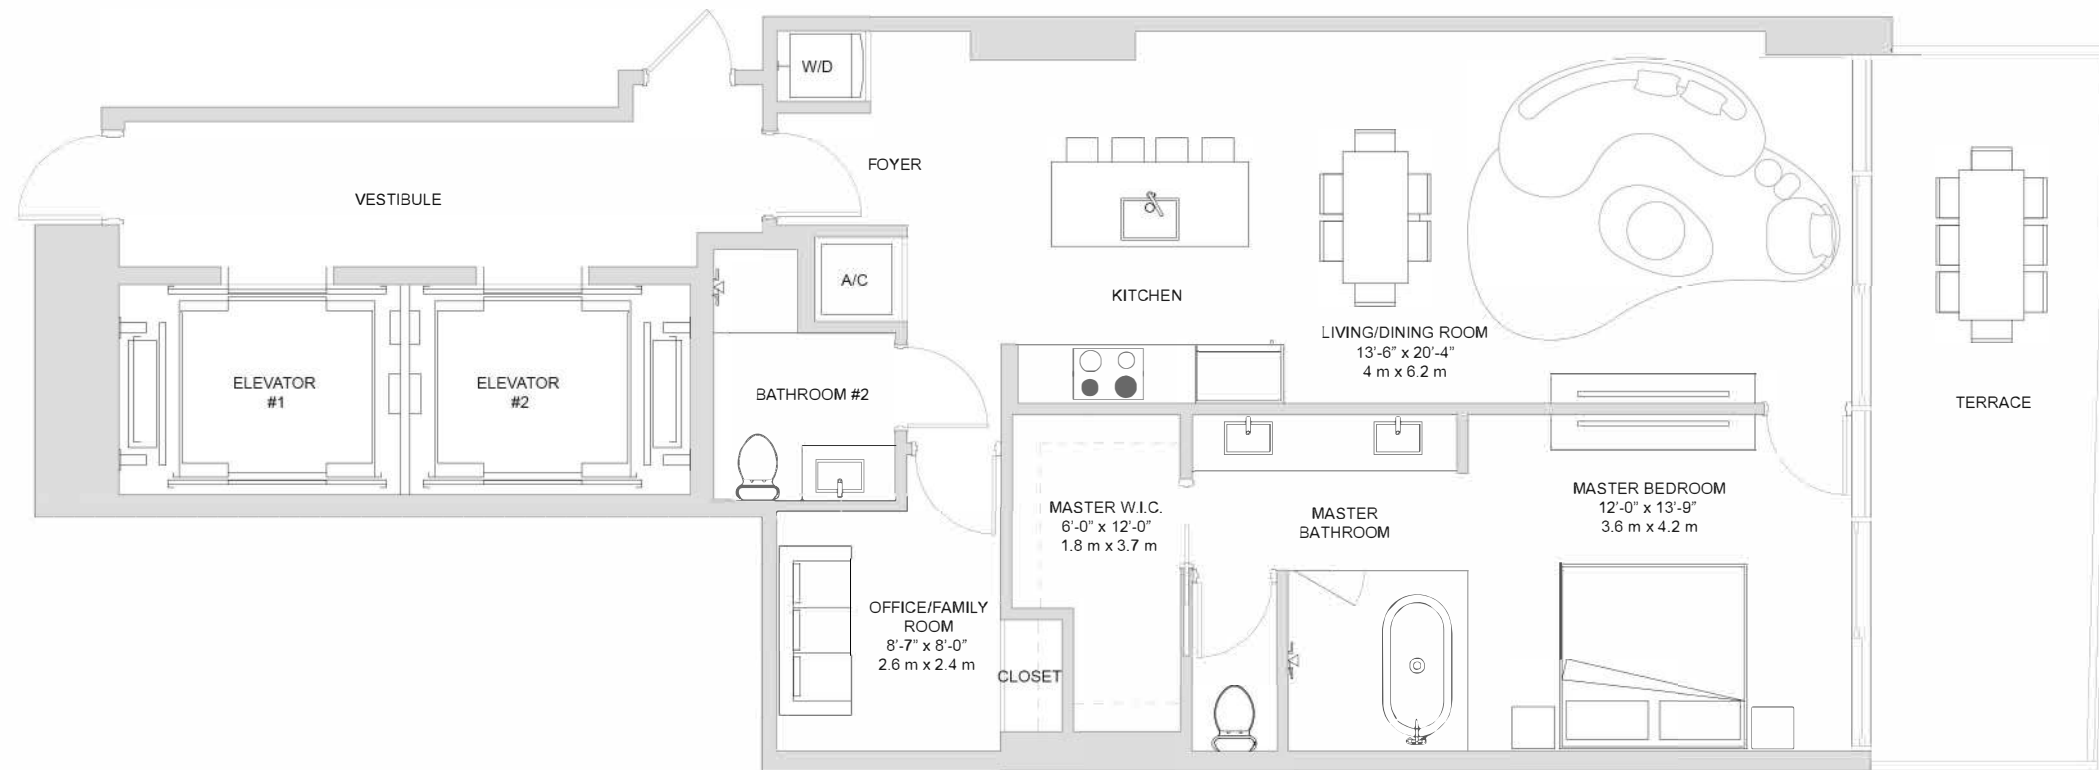 W/D
FOYER
VESTIBULE
A/C
KITCHEN
LIVING/DINING ROOM
13'-6" x 20'-4"
4 m x 6.2 m
ELEVATOR
#1
ELEVATOR
#2
BATHROOM #2
TERRACE
MASTER W.I.C.
6'-0" x 12'-0"
1.8 m x 3.7 m
MASTER
BATHROOM
MASTER BEDROOM
12'-0" x 13'-9"
3.6 m x 4.2 m
OFFICE/FAMILY
ROOM
8'-7" x 8'-0"
2.6 m x 2.4 m
CLOSET